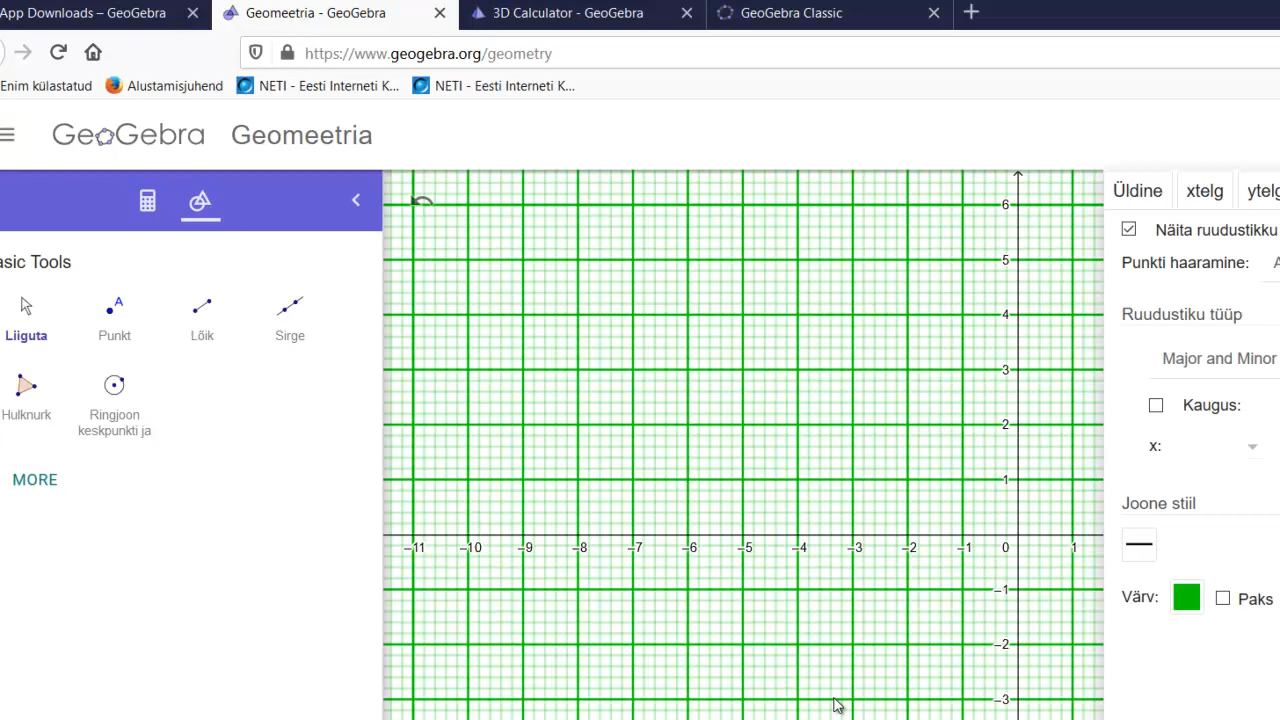 App Downloads – GeoGebra
Geomeetria - GeoGebra
3D Calculator - GeoGebra
GeoGebra Classic
https://www.geogebra.org/geometry
Enim külastatud
Alustamisjuhend
NETI - Eesti Interneti K...
NETI - Eesti Interneti K...
GeoGebra Geomeetria
asic Tools
Liiguta
Punkt
Lõik
Sirge
Hulknurk
Ringjoon
keskpunkti ja
MORE
6
5
4
3
2
1
–11 –10 –9 –8 –7 –6 –5 –4 –3 –2 –1 0 1
–1
–2
–3
Üldine xtelg ytelg
Näita ruudustikku
Punkti haaramine: A
Ruudustiku tüüp
Major and Minor
Kaugus:
x:
Joone stiil
Värv: Paks